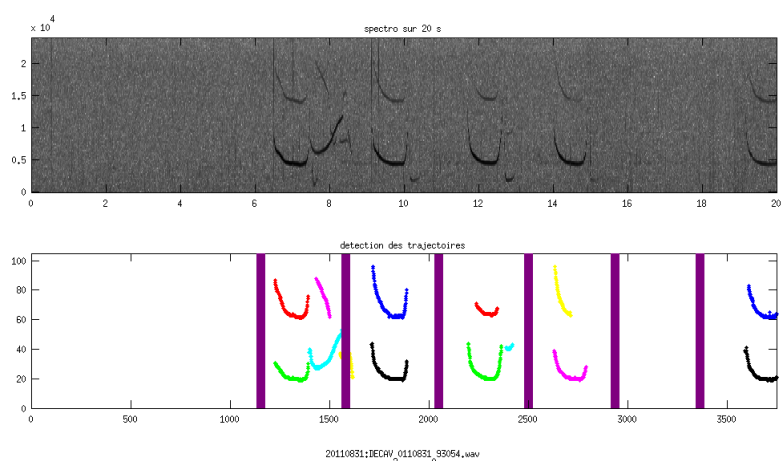 spectro sur 20 s
x 10^4
2
1.5
1
0.5
0
0 2 4 6 8 10 12 14 16 18 20
detection des trajectoires
100
80
60
40
20
0
0 500 1000 1500 2000 2500 3000 3500
20110831:DECAV_0110831_93054.wav